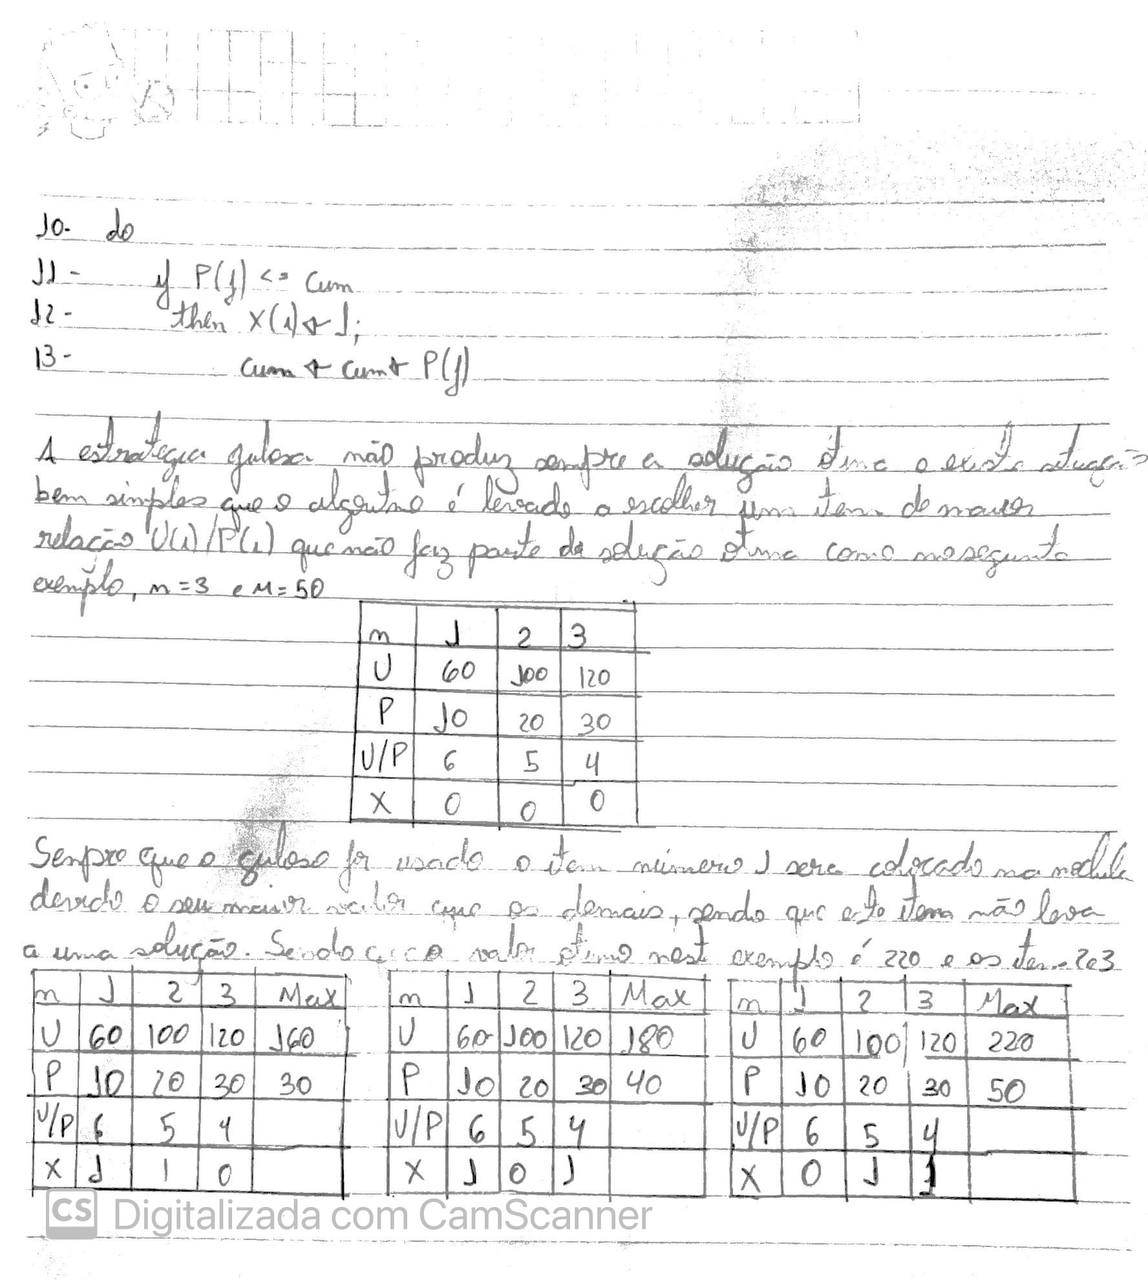 10- do
11- if P(j) <= Cum
12- then X(i) ← 1;
13- cum ← cum + P(j)
A estratégia gulosa não produz sempre a solução ótima e existe situação
bem simples que o algoritmo é levado a escolher um item de maior
relação U(i)/P(i) que não faz parte da solução ótima como no seguinte
exemplo, n=3 e M=50
n 1 2 3
U 60 100 120
P 10 20 30
U/P 6 5 4
X 0 0 0
Sempre que o guloso for usado o item número 1 sera colocado na mochila
devido o seu maior valor que os demais, sendo que este item não leva
a uma solução. Sendo que o valor ótimo nest exemplo é 220 e os itens 2 e 3
n 1 2 3 Max
U 60 100 120 160
P 10 20 30 30
U/P 6 5 4
X 1 1 0
n 1 2 3 Max
U 60 100 120 180
P 10 20 30 40
U/P 6 5 4
X 1 0 1
n 1 2 3 Max
U 60 100 120 220
P 10 20 30 50
U/P 6 5 4
X 0 1 1
CS Digitalizada com CamScanner